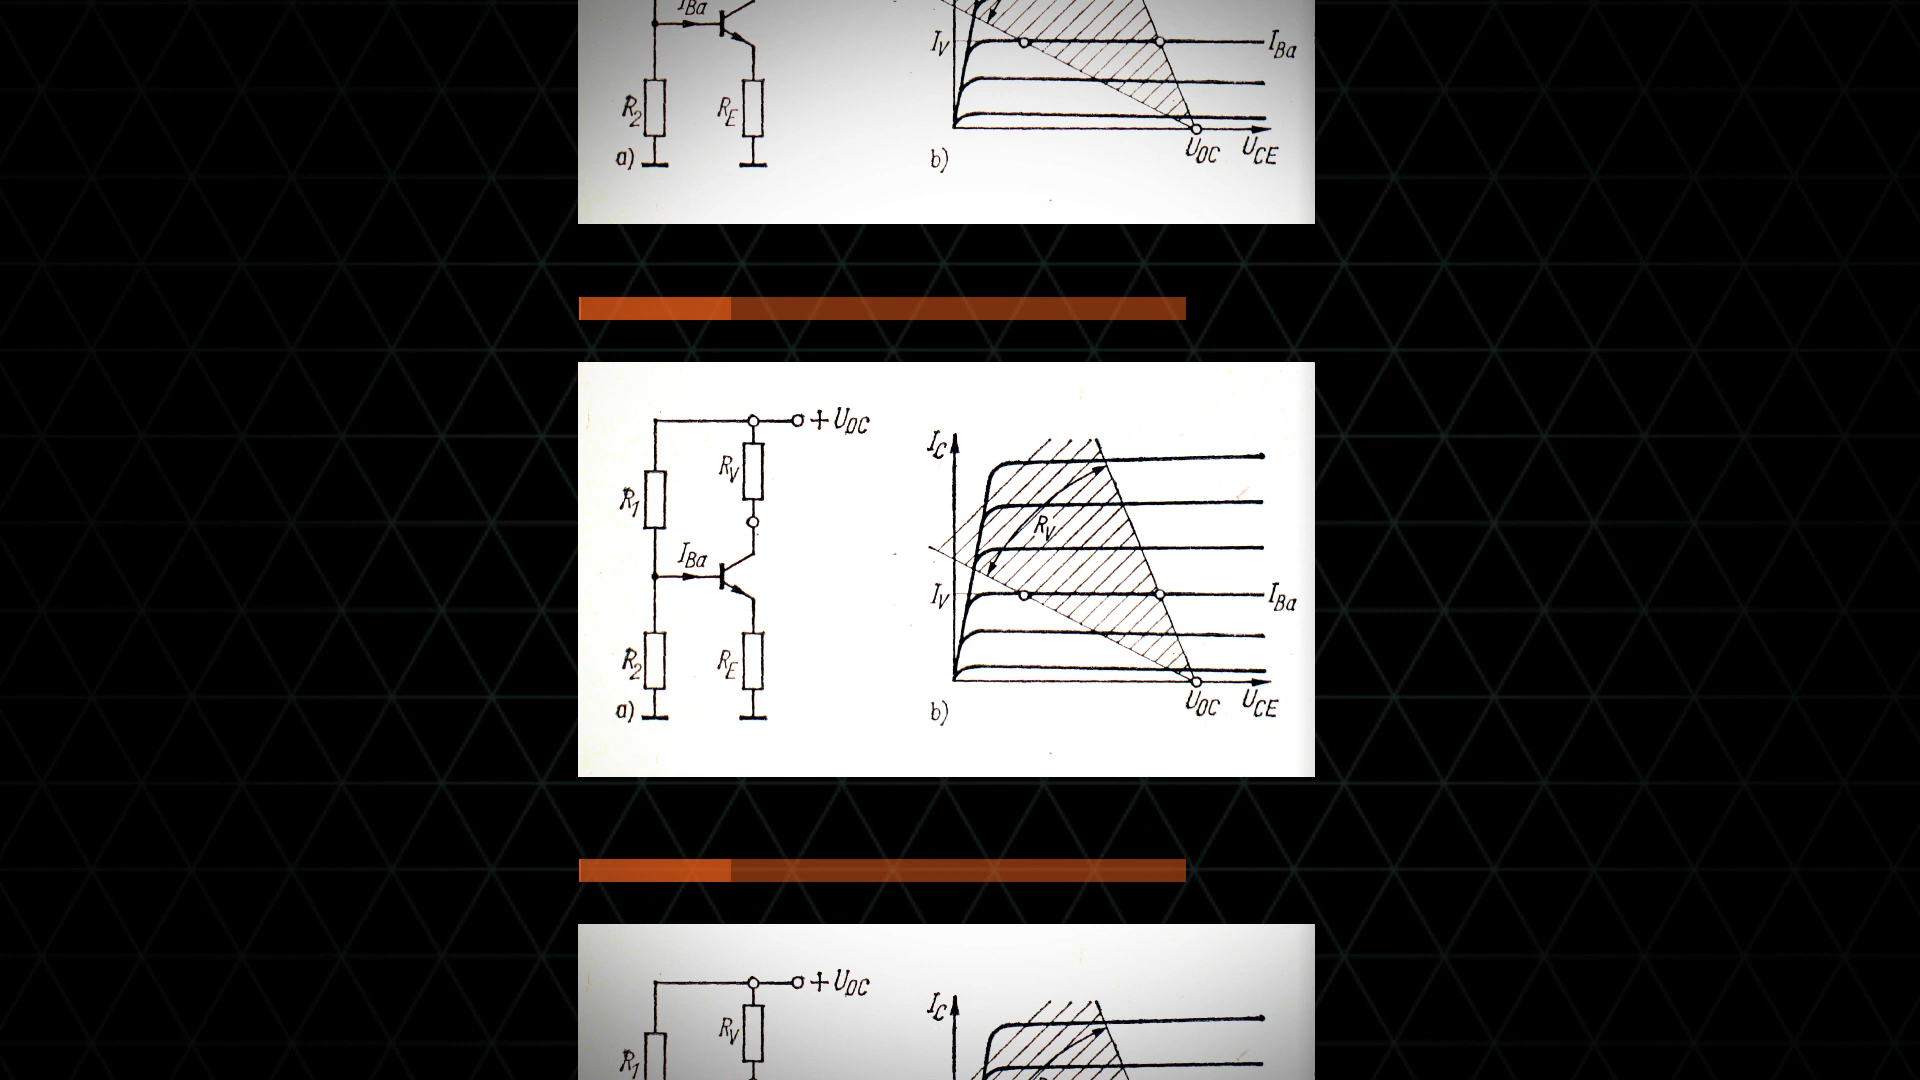 I_Ba
R_2
R_E
a)
I_V
I_Ba
U_OC
U_CE
b)
+U_OC
R_V
R_1
I_Ba
R_2
R_E
a)
I_C
R_V
I_V
I_Ba
U_OC
U_CE
b)
+U_OC
R_V
R_1
I_C